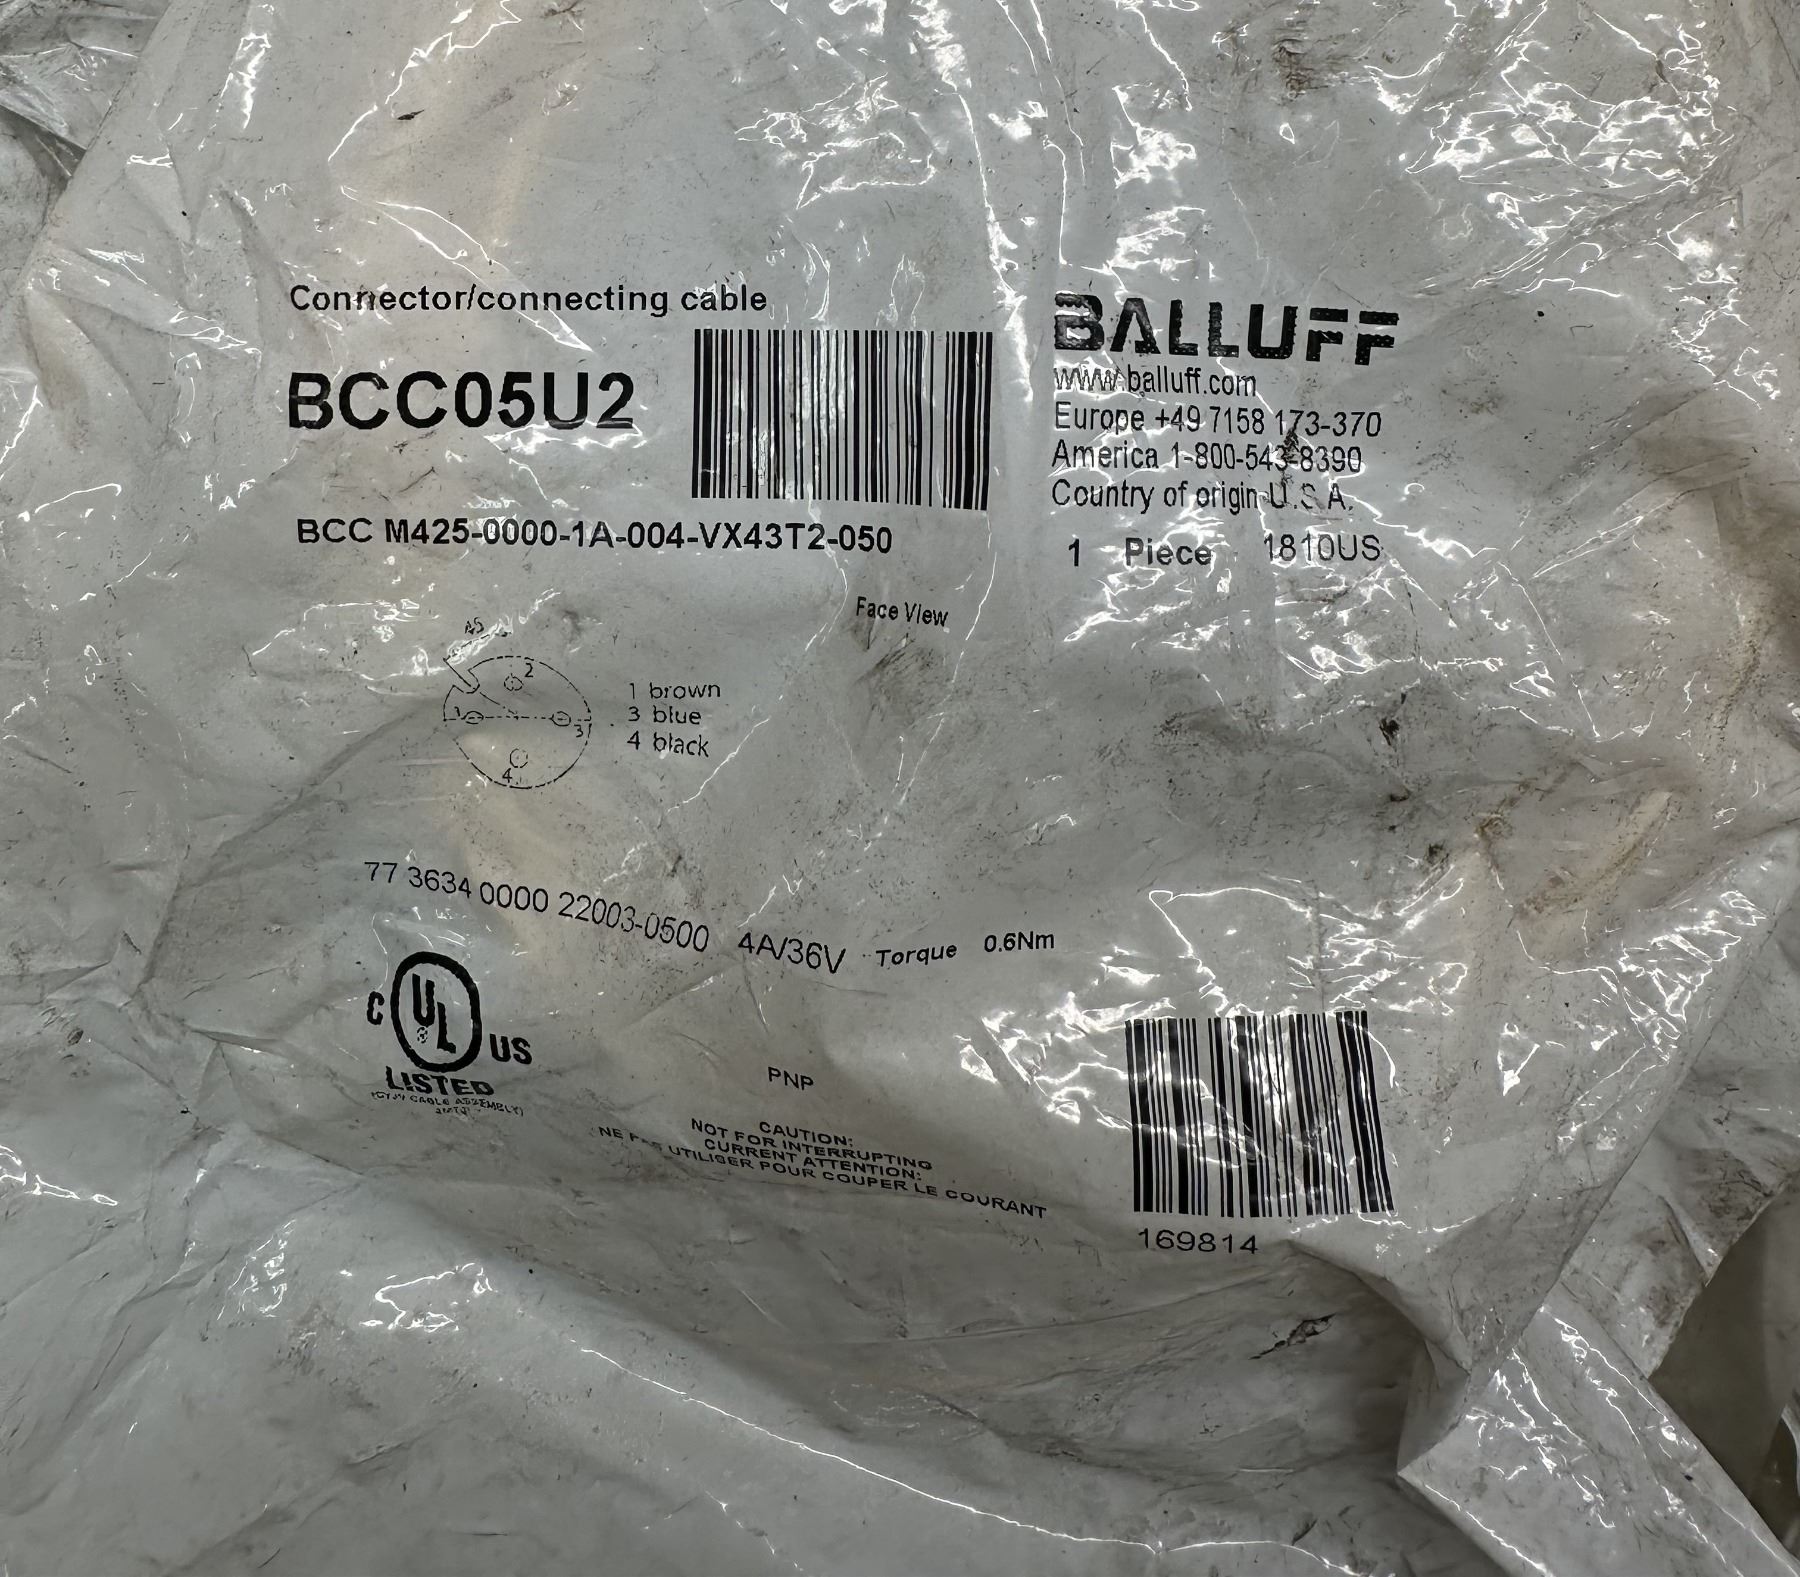 Connector/connecting cable
BCC05U2
BCC M425-0000-1A-004-VX43T2-050
BALLUFF
www.balluff.com
Europe +49 7158 173-370
America 1-800-543-8390
Country of origin U.S.A.
1 Piece 1810US
Face View
2
1
3
4
1 brown
3 blue
4 black
77 3634 0000 22003-0500 4A/36V Torque 0.6Nm
C UL US
LISTED
CABLE ASSEMBLY)
PNP
CAUTION:
NOT FOR INTERRUPTING
CURRENT ATTENTION:
NE UTILISER POUR COUPER LE COURANT
169814